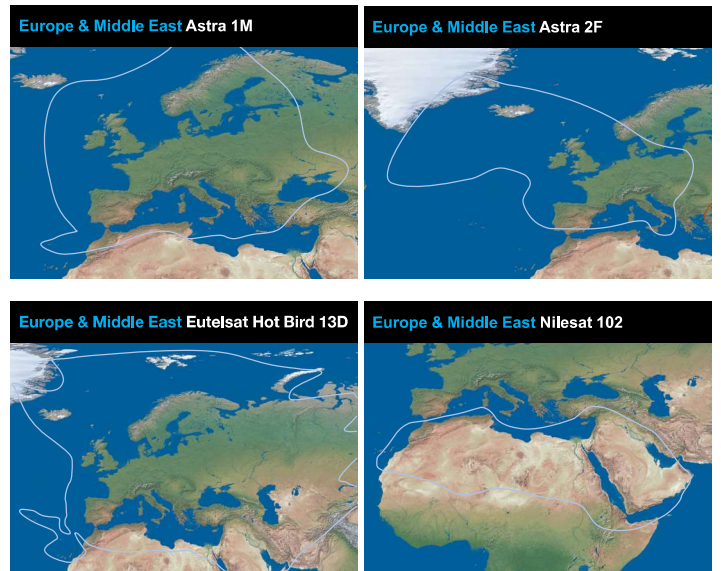 Europe & Middle East Astra 1M
Europe & Middle East Astra 2F
Europe & Middle East Eutelsat Hot Bird 13D
Europe & Middle East Nilesat 102